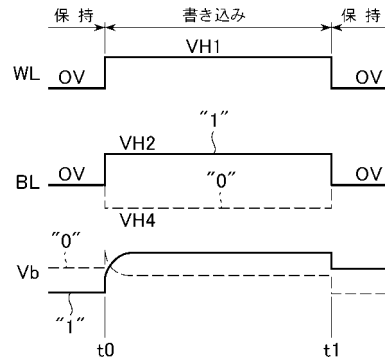 保 持 書き込み 保 持
VH1
WL OV OV
"1"
VH2
BL OV "0" OV
VH4
"0"
Vb
"1"
t0 t1